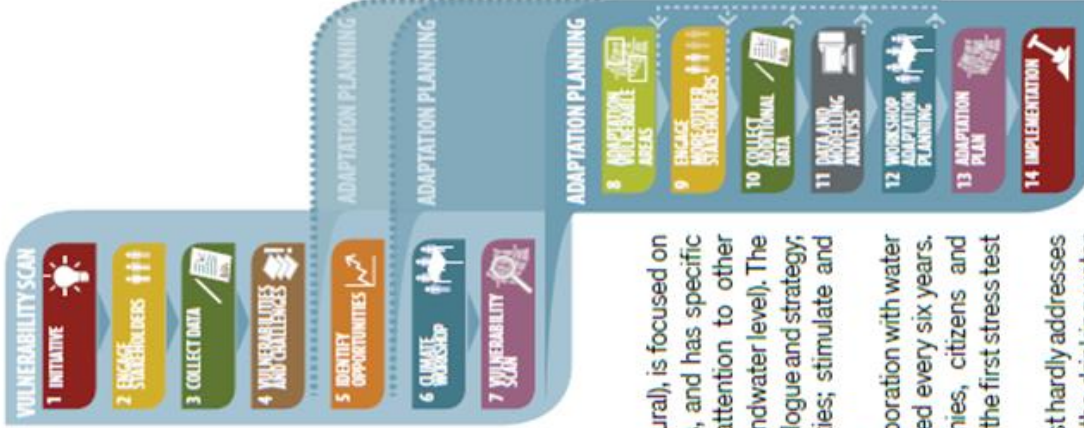 VULNERABILITY SCAN
1 INITIATIVE
2 ENGAGE
STAKEHOLDERS
3 COLLECT DATA
4 VULNERABILITIES
AND CHALLENGES
5 IDENTIFY
OPPORTUNITIES
6 CLIMATE
WORKSHOP
7 VULNERABILITY
SCAN
ADAPTATION PLANNING
ADAPTATION PLANNING
ADAPTATION PLANNING
8 ADAPTATION
VULNERABLE
AREAS
9 ENGAGE
MORE/OTHER
STAKEHOLDERS
10 COLLECT
ADDITIONAL
DATA
11 DATA AND
MODELLING
ANALYSIS
12 WORKSHOP
ADAPTATION
PLANNING
13 ADAPTATION
PLAN
14 IMPLEMENTATION
ural), is focused on
, and has specific
attention to other
ndwater level). The
logue and strategy;
ies; stimulate and
oration with water
ed every six years.
nies, citizens and
the first stress test
st hardly addresses